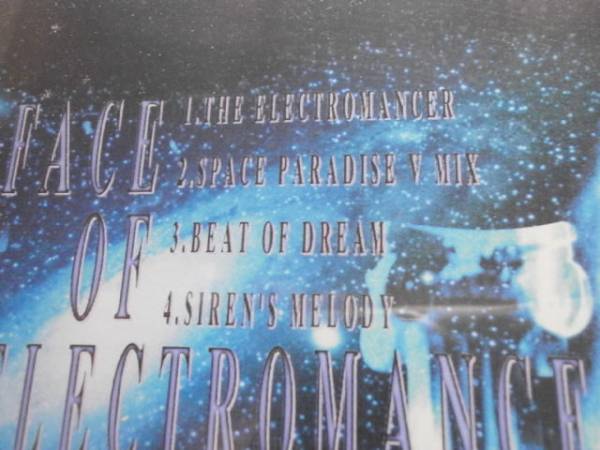 FACE
OF
ELECTROMANCE
1.THE ELECTROMANCER
2.SPACE PARADISE V MIX
3.BEAT OF DREAM
4.SIREN'S MELODY